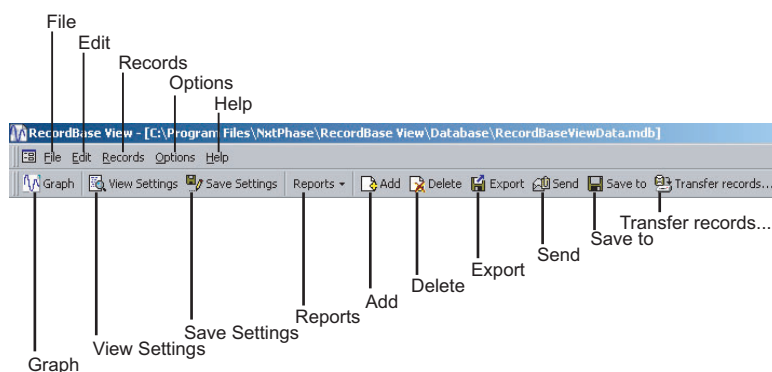 File
Edit
Records
Options
Help
RecordBase View - [C:\Program Files\NxtPhase\RecordBase View\Database\RecordBaseViewData.mdb]
File Edit Records Options Help
Graph View Settings Save Settings Reports Add Delete Export Send Save to Transfer records...
Transfer records...
Save to
Send
Export
Delete
Add
Reports
Save Settings
View Settings
Graph